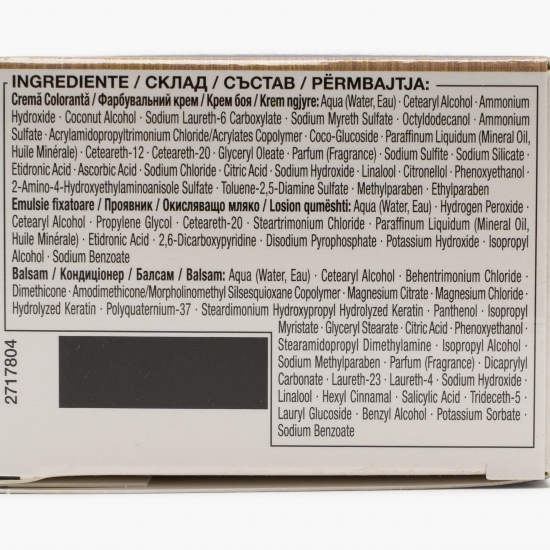 INGREDIENTE / СКЛАД / СЪСТАВ / PËRMBAJTJA:
Cremă Colorantă / Фарбувальний крем / Крем боя / Krem ngjyre: Aqua (Water, Eau) · Cetearyl Alcohol · Ammonium
Hydroxide · Coconut Alcohol · Sodium Laureth-6 Carboxylate · Sodium Myreth Sulfate · Octyldodecanol · Ammonium
Sulfate · Acrylamidopropyltrimonium Chloride/Acrylates Copolymer · Coco-Glucoside · Paraffinum Liquidum (Mineral Oil,
Huile Minérale) · Ceteareth-12 · Ceteareth-20 · Glyceryl Oleate · Parfum (Fragrance) · Sodium Sulfite · Sodium Silicate ·
Etidronic Acid · Ascorbic Acid · Sodium Chloride · Citric Acid · Sodium Hydroxide · Linalool · Citronellol · Phenoxyethanol ·
2-Amino-4-Hydroxyethylaminoanisole Sulfate · Toluene-2,5-Diamine Sulfate · Methylparaben · Ethylparaben
Emulsie fixatoare / Проявник / Окисляващо мляко / Losion qumështi: Aqua (Water, Eau) · Hydrogen Peroxide ·
Cetearyl Alcohol · Propylene Glycol · Ceteareth-20 · Steartrimonium Chloride · Paraffinum Liquidum (Mineral Oil,
Huile Minérale) · Etidronic Acid · 2,6-Dicarboxypyridine · Disodium Pyrophosphate · Potassium Hydroxide · Isopropyl
Alcohol · Sodium Benzoate
Balsam / Кондиціонер / Балсам / Balsam: Aqua (Water, Eau) · Cetearyl Alcohol · Behentrimonium Chloride ·
Dimethicone · Amodimethicone/Morpholinomethyl Silsesquioxane Copolymer · Magnesium Citrate · Magnesium Chloride ·
Hydrolyzed Keratin · Polyquaternium-37 · Steardimonium Hydroxypropyl Hydrolyzed Keratin · Panthenol · Isopropyl
Myristate · Glyceryl Stearate · Citric Acid · Phenoxyethanol ·
Stearamidopropyl Dimethylamine · Isopropyl Alcohol ·
Sodium Methylparaben · Parfum (Fragrance) · Dicaprylyl
Carbonate · Laureth-23 · Laureth-4 · Sodium Hydroxide ·
Linalool · Hexyl Cinnamal · Salicylic Acid · Trideceth-5 ·
Lauryl Glucoside · Benzyl Alcohol · Potassium Sorbate ·
Sodium Benzoate
2717804